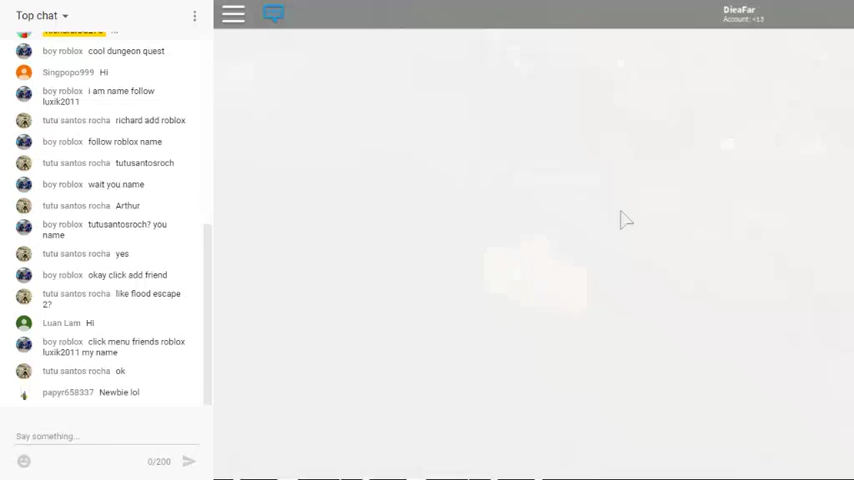 Top chat
DieaFar
Account: <13
boy roblox cool dungeon quest
Singpopo999 Hi
boy roblox i am name follow
luxik2011
tutu santos rocha richard add roblox
boy roblox follow roblox name
tutu santos rocha tutusantosroch
boy roblox wait you name
tutu santos rocha Arthur
boy roblox tutusantosroch? you
name
tutu santos rocha yes
boy roblox okay click add friend
tutu santos rocha like flood escape
2?
Luan Lam Hi
boy roblox click menu friends roblox
luxik2011 my name
tutu santos rocha ok
papyr658337 Newbie lol
Say something...
0/200